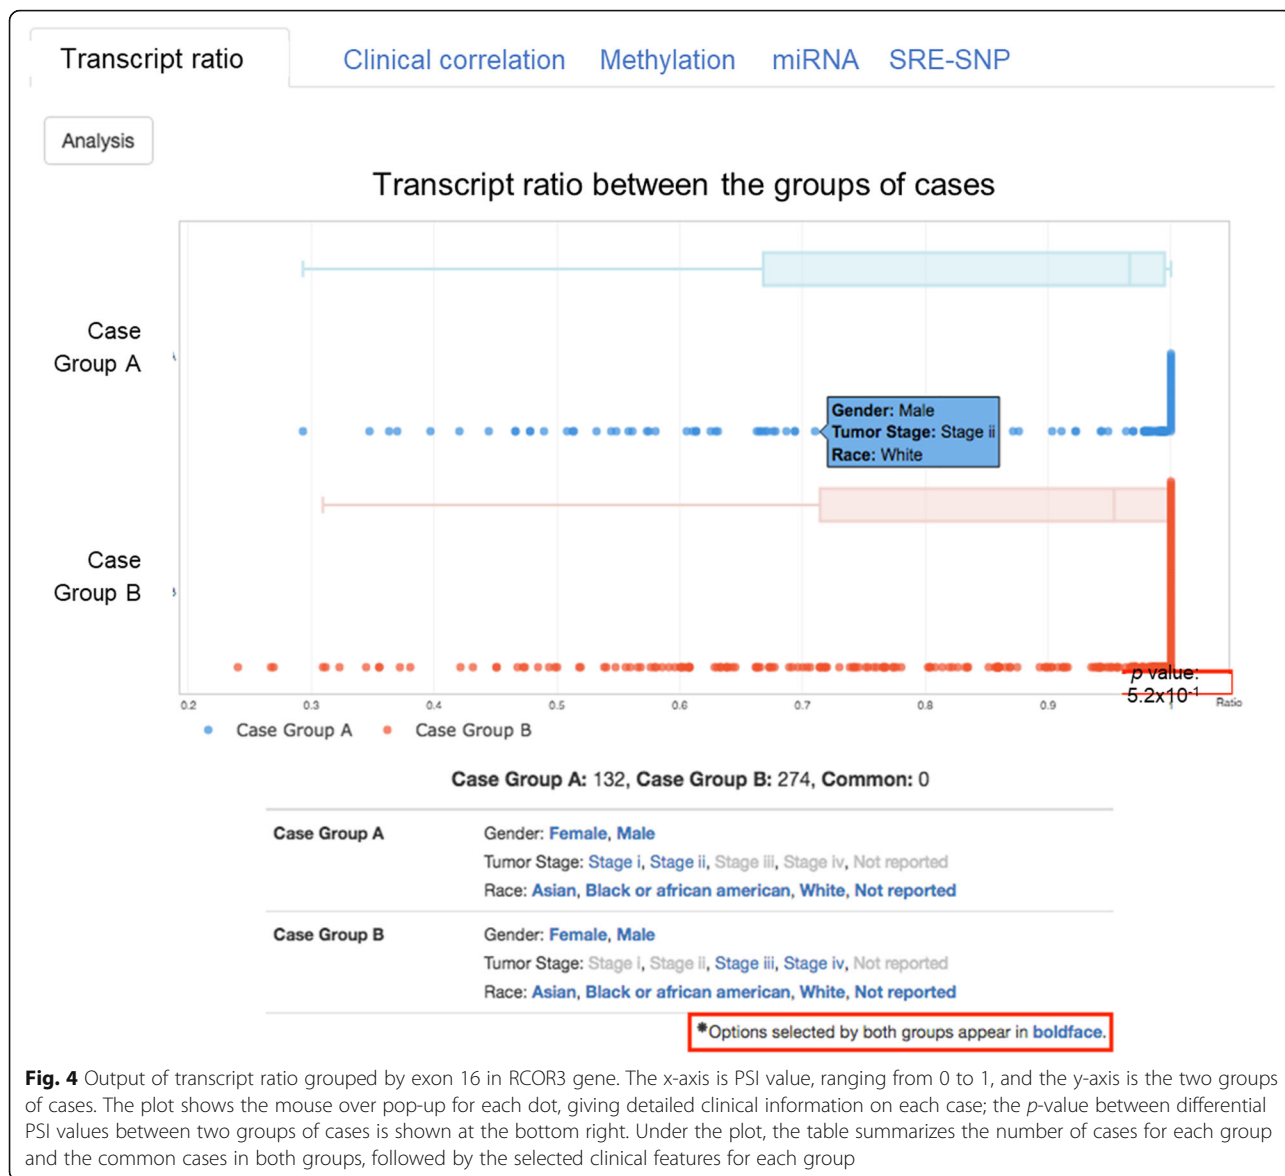 Transcript ratio Clinical correlation Methylation miRNA SRE-SNP
Analysis
Transcript ratio between the groups of cases
Case
Group A
Gender: Male
Tumor Stage: Stage ii
Race: White
Case
Group B
p value:
5.2x10-1
0.2 0.3 0.4 0.5 0.6 0.7 0.8 0.9 1 Ratio
Case Group A Case Group B
Case Group A: 132, Case Group B: 274, Common: 0
Case Group A Gender: Female, Male
Tumor Stage: Stage i, Stage ii, Stage iii, Stage iv, Not reported
Race: Asian, Black or african american, White, Not reported
Case Group B Gender: Female, Male
Tumor Stage: Stage i, Stage ii, Stage iii, Stage iv, Not reported
Race: Asian, Black or african american, White, Not reported
*Options selected by both groups appear in boldface.
Fig. 4 Output of transcript ratio grouped by exon 16 in RCOR3 gene. The x-axis is PSI value, ranging from 0 to 1, and the y-axis is the two groups
of cases. The plot shows the mouse over pop-up for each dot, giving detailed clinical information on each case; the p-value between differential
PSI values between two groups of cases is shown at the bottom right. Under the plot, the table summarizes the number of cases for each group
and the common cases in both groups, followed by the selected clinical features for each group